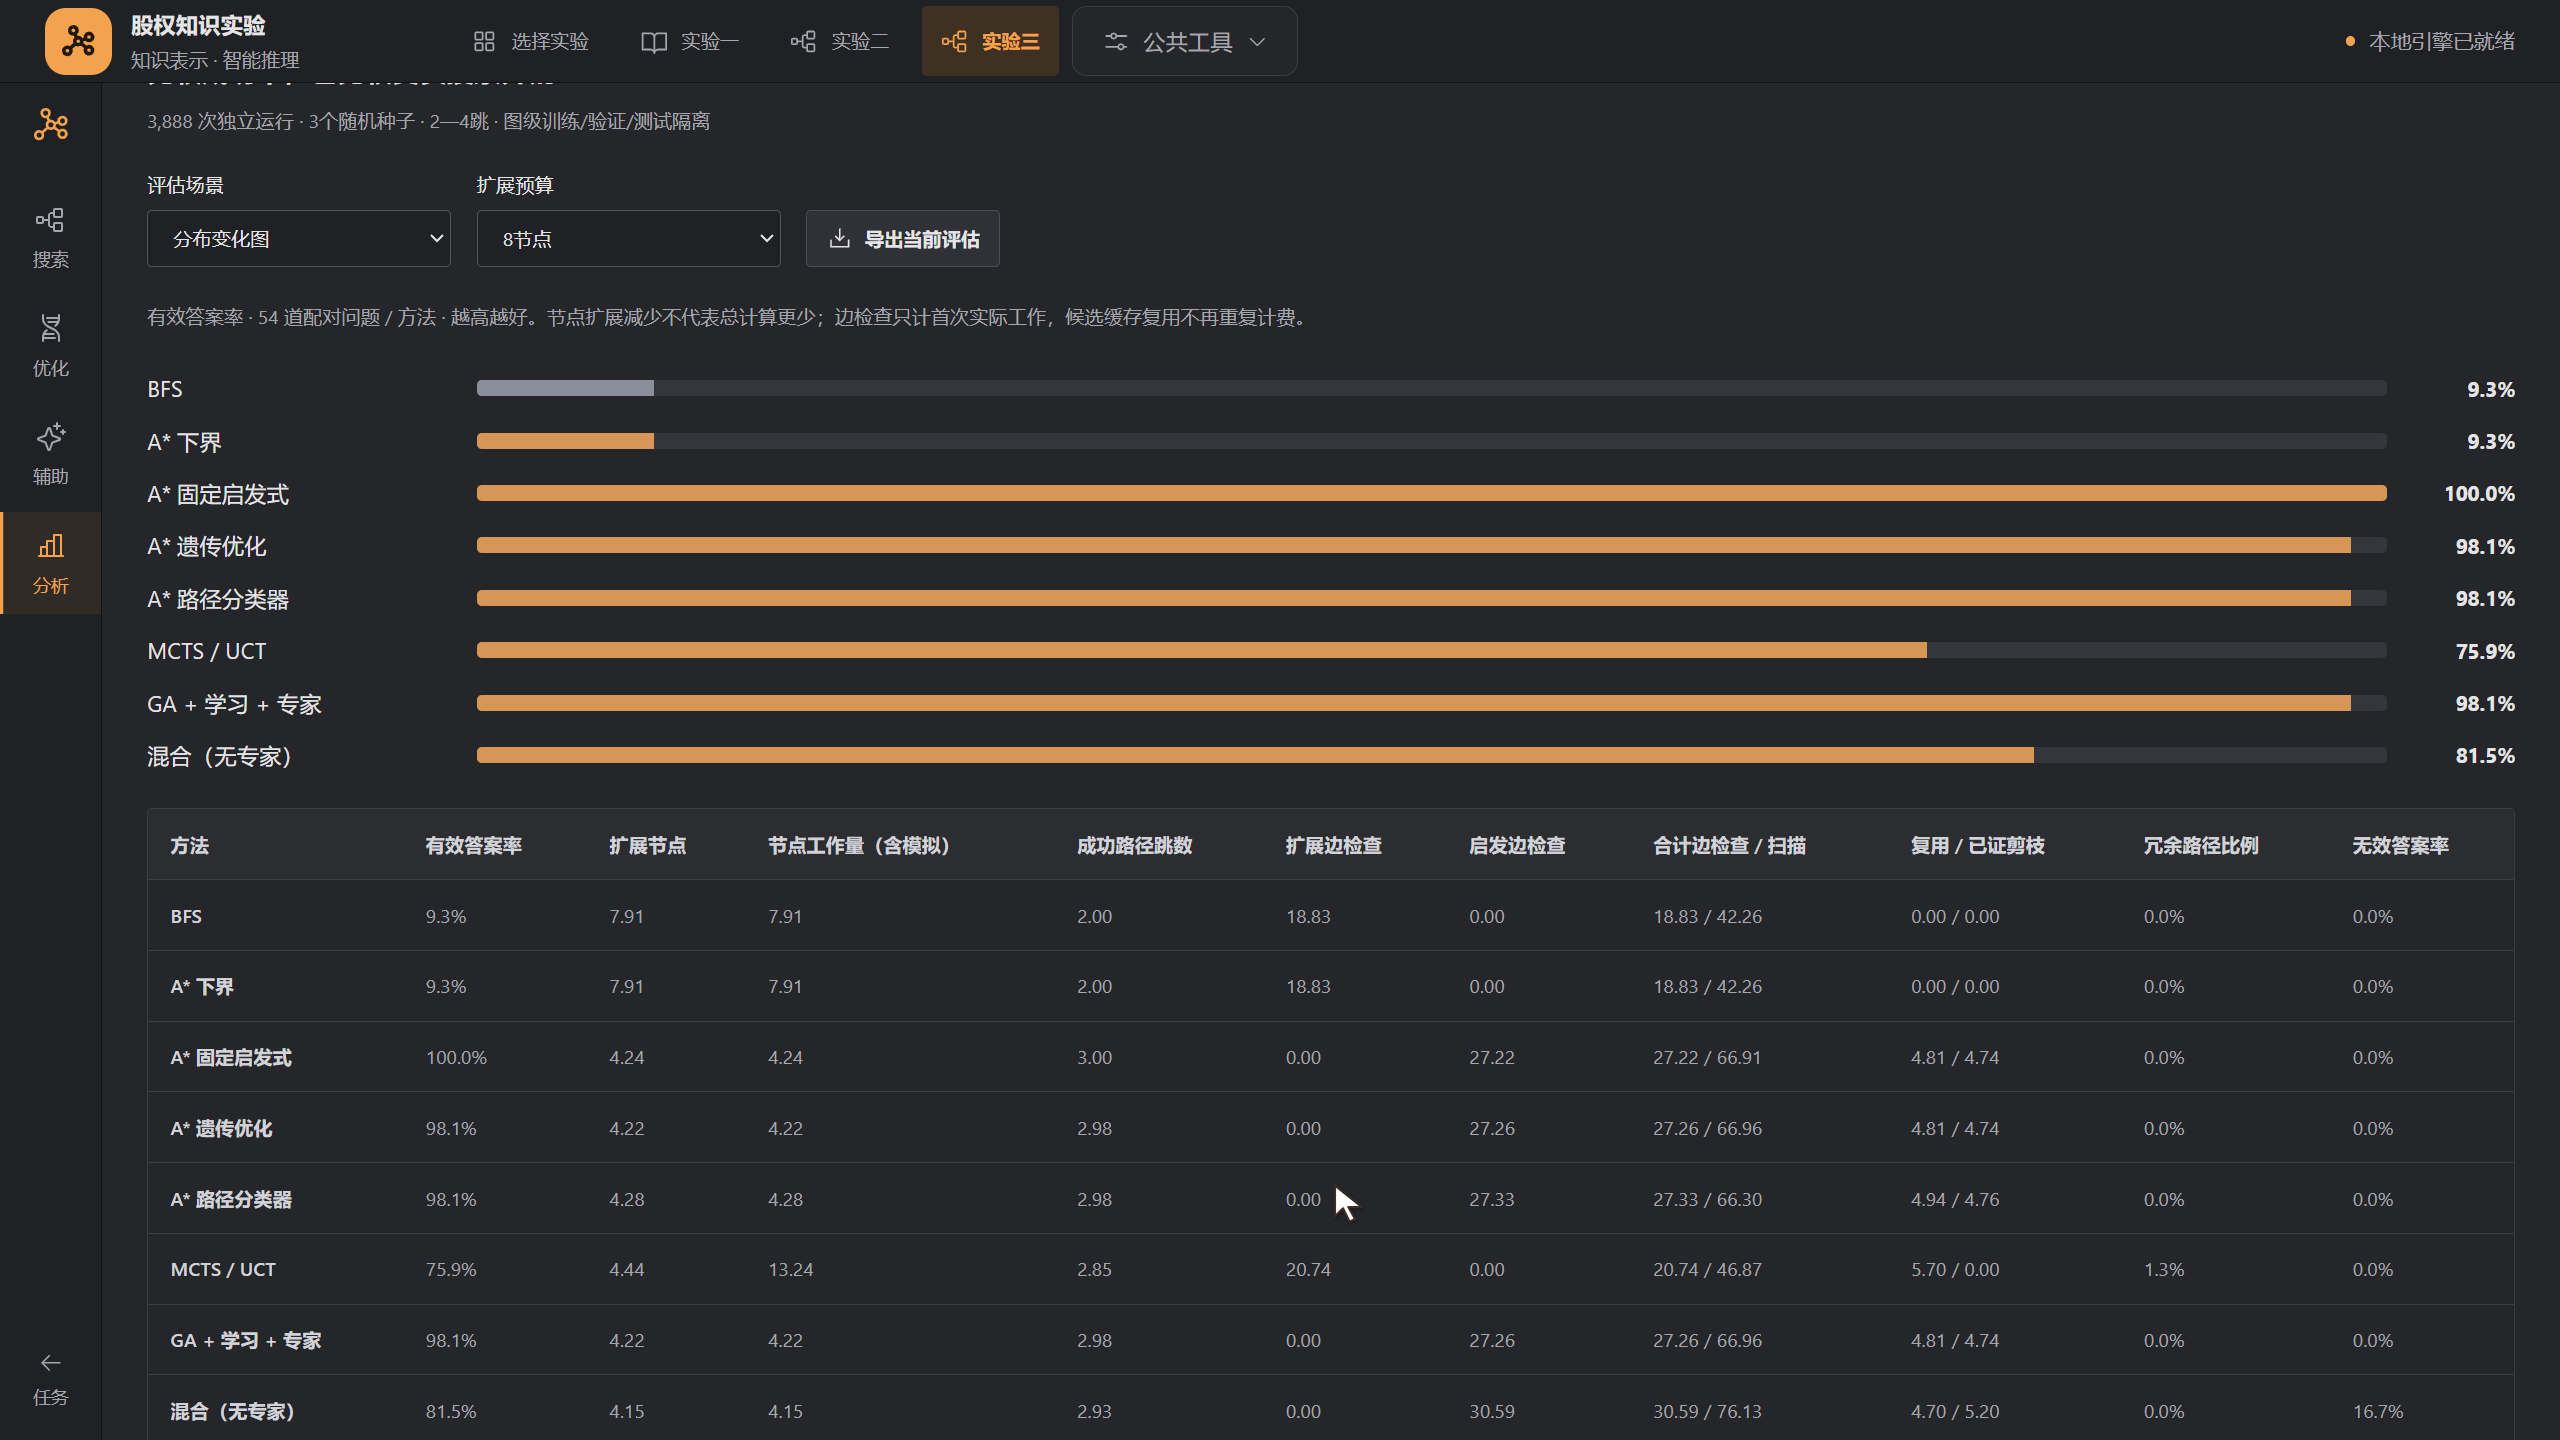 股权知识实验
知识表示 · 智能推理
选择实验
实验一
实验二
实验三
公共工具
本地引擎已就绪
搜索
优化
辅助
分析
任务
3,888 次独立运行 · 3个随机种子 · 2—4跳 · 图级训练/验证/测试隔离
评估场景
扩展预算
分布变化图
8节点
导出当前评估
有效答案率 · 54 道配对问题 / 方法 · 越高越好。节点扩展减少不代表总计算更少；边检查只计首次实际工作，候选缓存复用不再重复计费。
BFS 9.3%
A* 下界 9.3%
A* 固定启发式 100.0%
A* 遗传优化 98.1%
A* 路径分类器 98.1%
MCTS / UCT 75.9%
GA + 学习 + 专家 98.1%
混合（无专家） 81.5%
方法 有效答案率 扩展节点 节点工作量（含模拟） 成功路径跳数 扩展边检查 启发边检查 合计边检查 / 扫描 复用 / 已证剪枝 冗余路径比例 无效答案率
BFS 9.3% 7.91 7.91 2.00 18.83 0.00 18.83 / 42.26 0.00 / 0.00 0.0% 0.0%
A* 下界 9.3% 7.91 7.91 2.00 18.83 0.00 18.83 / 42.26 0.00 / 0.00 0.0% 0.0%
A* 固定启发式 100.0% 4.24 4.24 3.00 0.00 27.22 27.22 / 66.91 4.81 / 4.74 0.0% 0.0%
A* 遗传优化 98.1% 4.22 4.22 2.98 0.00 27.26 27.26 / 66.96 4.81 / 4.74 0.0% 0.0%
A* 路径分类器 98.1% 4.28 4.28 2.98 0.00 27.33 27.33 / 66.30 4.94 / 4.76 0.0% 0.0%
MCTS / UCT 75.9% 4.44 13.24 2.85 20.74 0.00 20.74 / 46.87 5.70 / 0.00 1.3% 0.0%
GA + 学习 + 专家 98.1% 4.22 4.22 2.98 0.00 27.26 27.26 / 66.96 4.81 / 4.74 0.0% 0.0%
混合（无专家） 81.5% 4.15 4.15 2.93 0.00 30.59 30.59 / 76.13 4.70 / 5.20 0.0% 16.7%